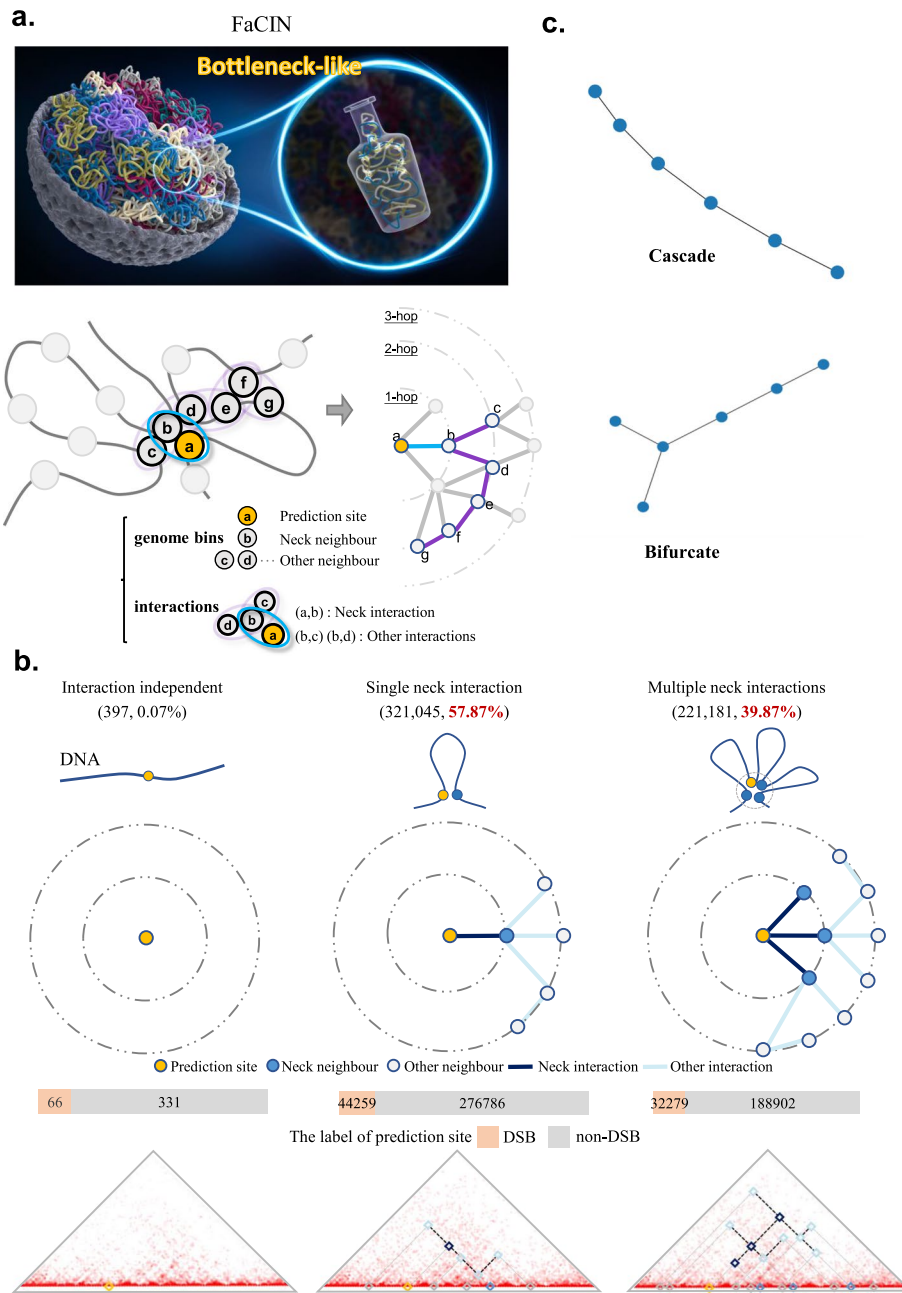 a.
FaCIN
Bottleneck-like
3-hop
2-hop
1-hop
f
d
e
g
b
c
a
a
b
c
d
e
f
g
a
Prediction site
genome bins
b
Neck neighbour
c
d
···
Other neighbour
interactions
c
b
d
a
(a,b) : Neck interaction
(b,c) (b,d) : Other interactions
c.
Cascade
Bifurcate
b.
Interaction independent
(397, 0.07%)
Single neck interaction
(321,045, 57.87%)
Multiple neck interactions
(221,181, 39.87%)
DNA
Prediction site
Neck neighbour
Other neighbour
Neck interaction
Other interaction
66
331
44259
276786
32279
188902
The label of prediction site
DSB
non-DSB